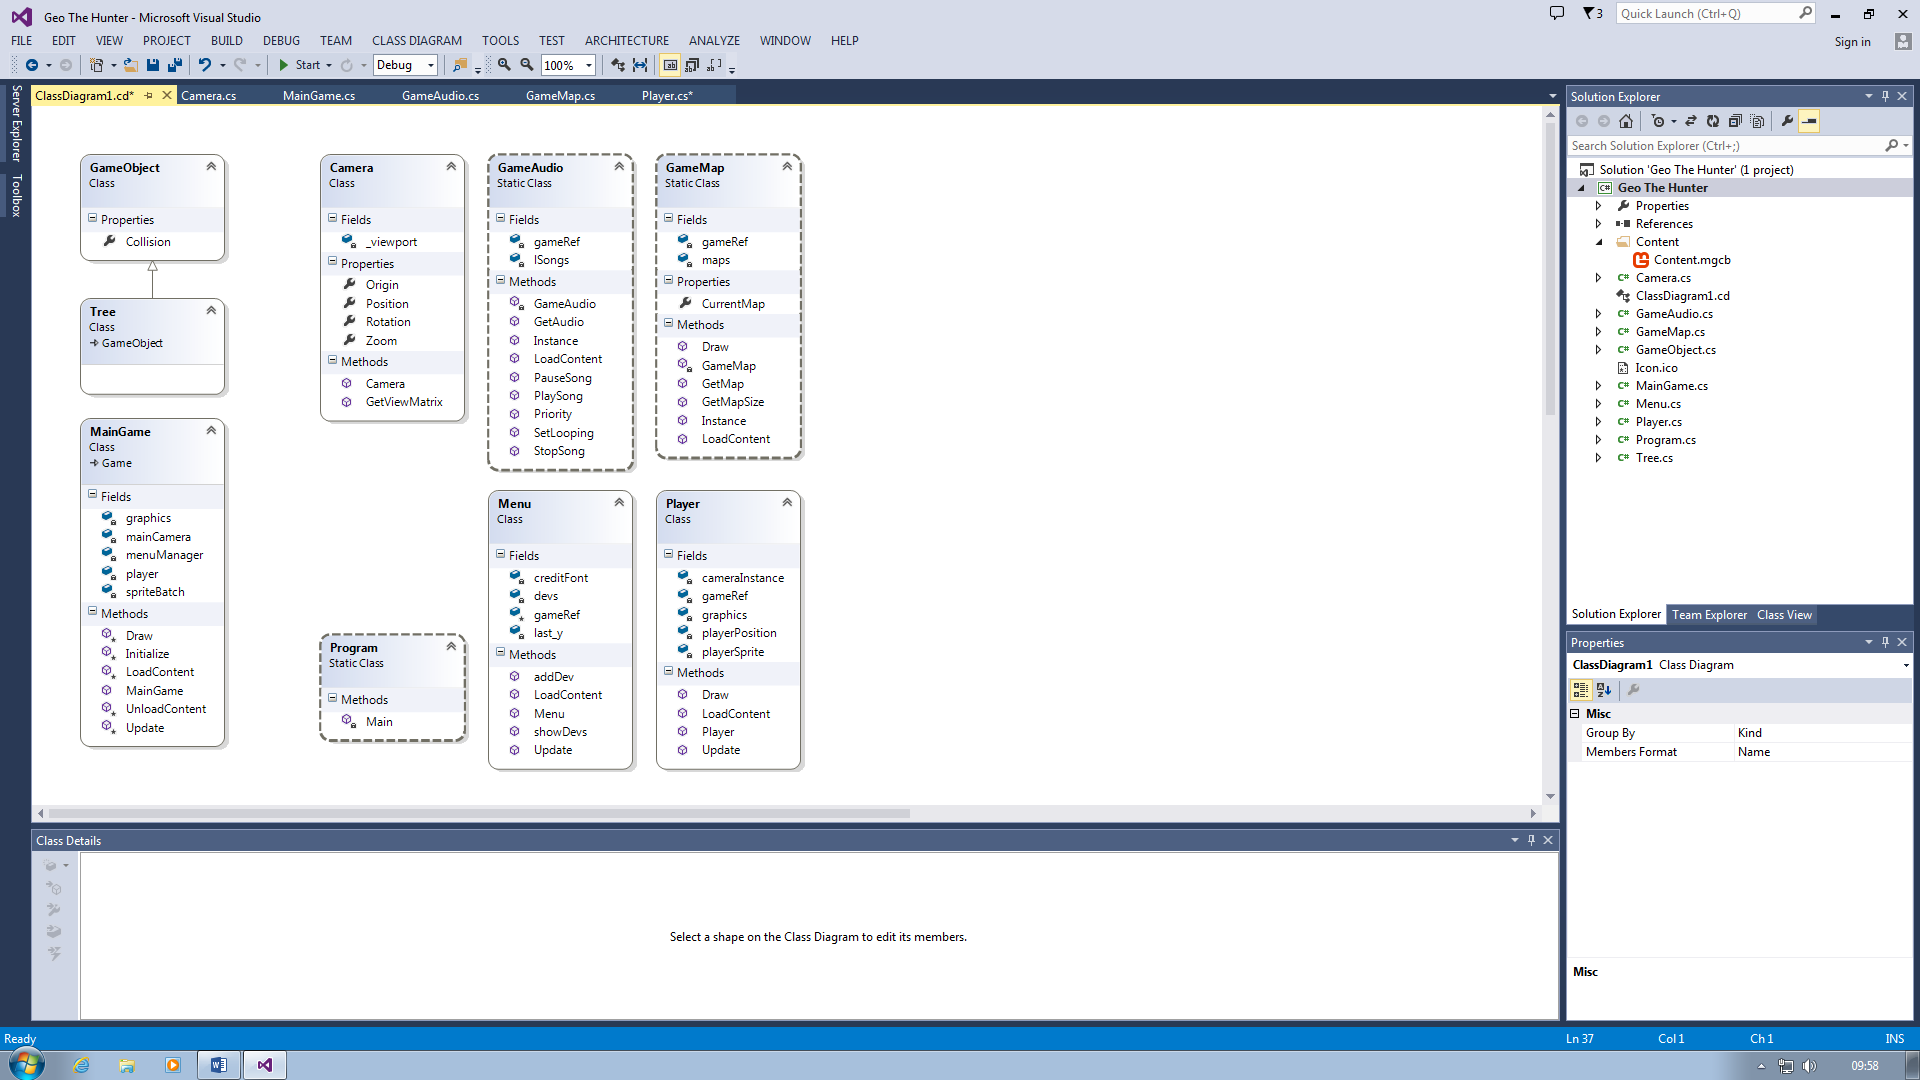 Geo The Hunter - Microsoft Visual Studio
3
Quick Launch (Ctrl+Q)
FILE EDIT VIEW PROJECT BUILD DEBUG TEAM CLASS DIAGRAM TOOLS TEST ARCHITECTURE ANALYZE WINDOW HELP
Sign in
Start Debug 100%
Server Explorer
Toolbox
ClassDiagram1.cd* Camera.cs MainGame.cs GameAudio.cs GameMap.cs Player.cs*
GameObject
Class
Properties
Collision
Tree
Class
GameObject
MainGame
Class
Game
Fields
graphics
mainCamera
menuManager
player
spriteBatch
Methods
Draw
Initialize
LoadContent
MainGame
UnloadContent
Update
Camera
Class
Fields
_viewport
Properties
Origin
Position
Rotation
Zoom
Methods
Camera
GetViewMatrix
Program
Static Class
Methods
Main
GameAudio
Static Class
Fields
gameRef
lSongs
Methods
GameAudio
GetAudio
Instance
LoadContent
PauseSong
PlaySong
Priority
SetLooping
StopSong
Menu
Class
Fields
creditFont
devs
gameRef
last_y
Methods
addDev
LoadContent
Menu
showDevs
Update
GameMap
Static Class
Fields
gameRef
maps
Properties
CurrentMap
Methods
Draw
GameMap
GetMap
GetMapSize
Instance
LoadContent
Player
Class
Fields
cameraInstance
gameRef
graphics
playerPosition
playerSprite
Methods
Draw
LoadContent
Player
Update
Class Details
Select a shape on the Class Diagram to edit its members.
Solution Explorer
Search Solution Explorer (Ctrl+;)
Solution 'Geo The Hunter' (1 project)
Geo The Hunter
Properties
References
Content
Content.mgcb
Camera.cs
ClassDiagram1.cd
GameAudio.cs
GameMap.cs
GameObject.cs
Icon.ico
MainGame.cs
Menu.cs
Player.cs
Program.cs
Tree.cs
Solution Explorer Team Explorer Class View
Properties
ClassDiagram1 Class Diagram
Misc
Group By Kind
Members Format Name
Misc
Ready Ln 37 Col 1 Ch 1 INS
09:58